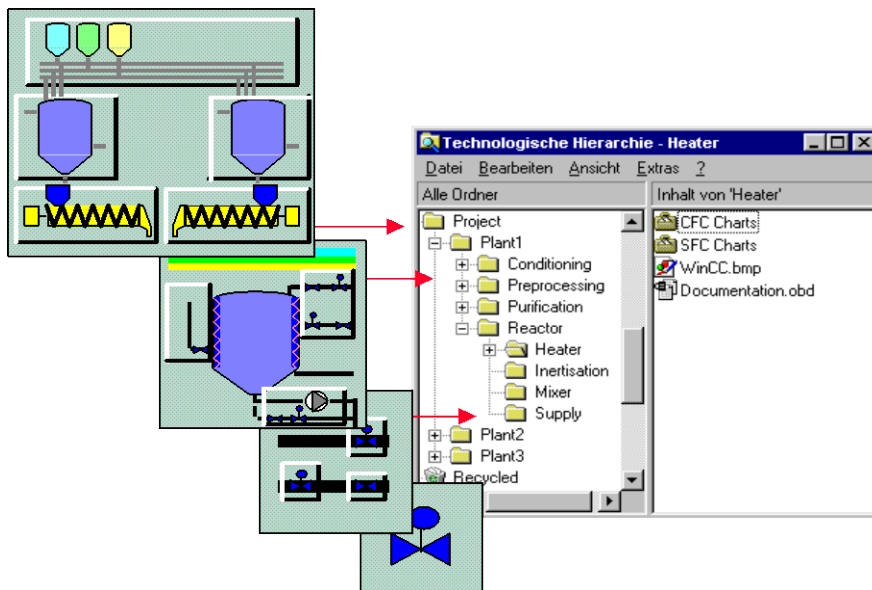 Technologische Hierarchie - Heater
Datei Bearbeiten Ansicht Extras ?
Alle Ordner
Inhalt von 'Heater'
Project
Plant1
Conditioning
Preprocessing
Purification
Reactor
Heater
Inertisation
Mixer
Supply
Plant2
Plant3
Recycled
CFC Charts
SFC Charts
WinCC.bmp
Documentation.obd